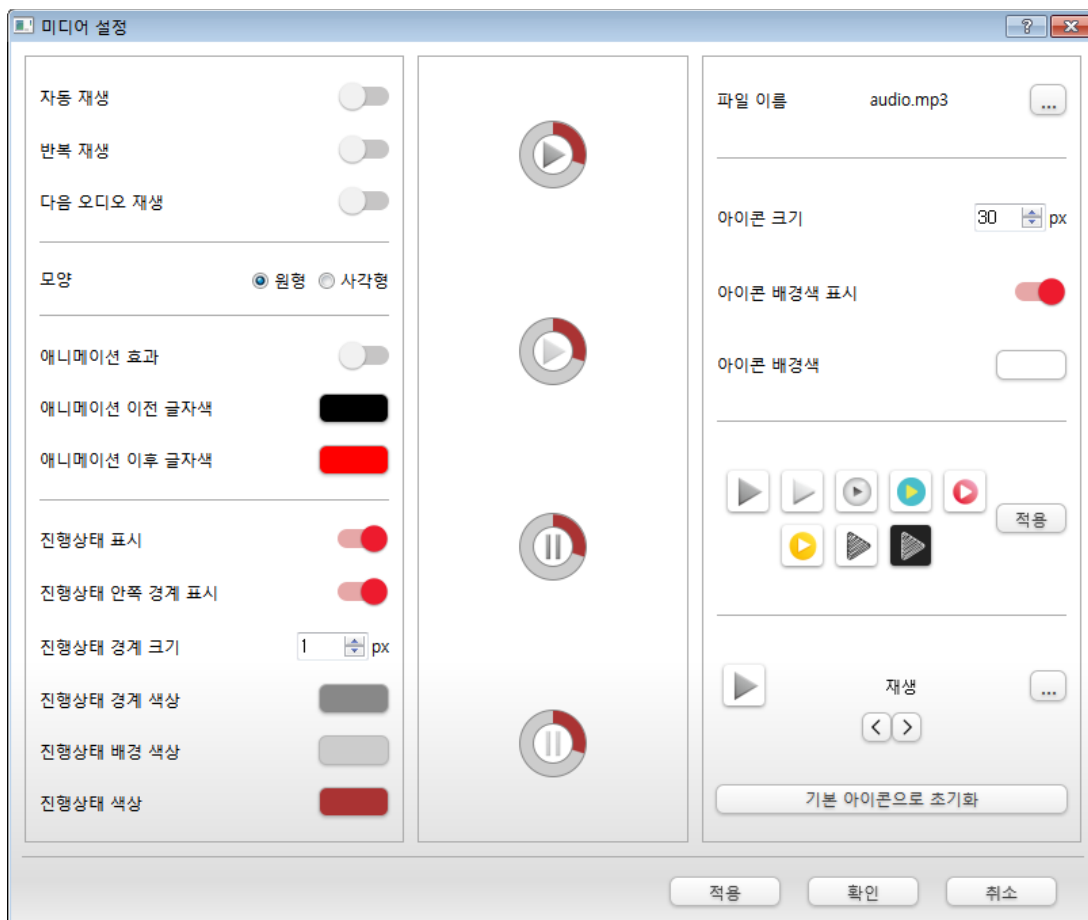 미디어 설정
?
자동 재생
반복 재생
다음 오디오 재생
모양 원형 사각형
애니메이션 효과
애니메이션 이전 글자색
애니메이션 이후 글자색
진행상태 표시
진행상태 안쪽 경계 표시
진행상태 경계 크기 1 px
진행상태 경계 색상
진행상태 배경 색상
진행상태 색상
파일 이름 audio.mp3 ...
아이콘 크기 30 px
아이콘 배경색 표시
아이콘 배경색
적용
재생 ...
< >
기본 아이콘으로 초기화
적용 확인 취소